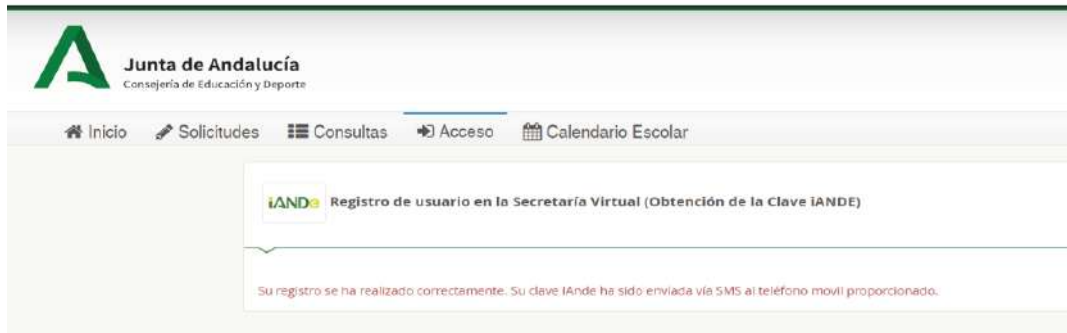 Junta de Andalucía
Consejería de Educación y Deporte
Inicio Solicitudes Consultas Acceso Calendario Escolar
iANDe Registro de usuario en la Secretaría Virtual (Obtención de la Clave iANDE)
Su registro se ha realizado correctamente. Su clave iAnde ha sido enviada vía SMS al teléfono movil proporcionado.